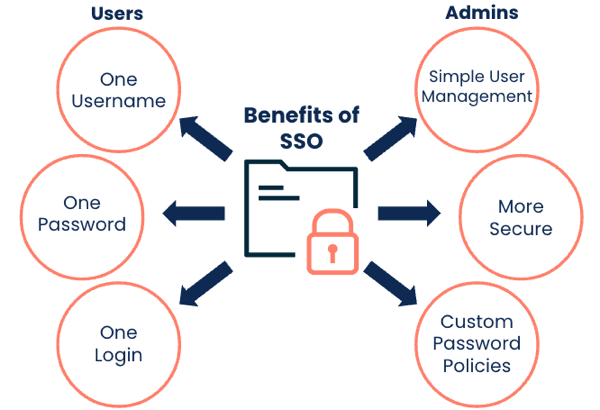 Users
Admins
One
Username
Simple User
Management
Benefits of
SSO
One
Password
More
Secure
One
Login
Custom
Password
Policies